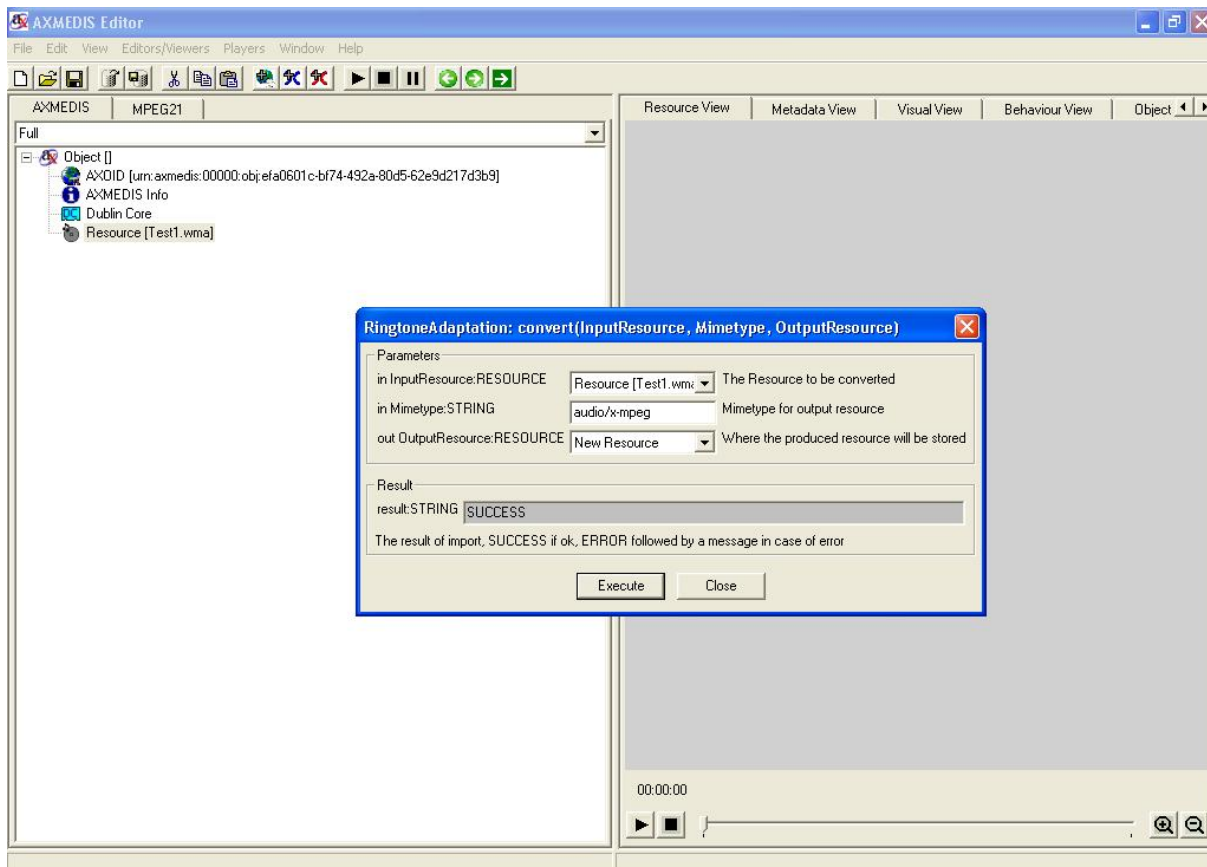 AXMEDIS Editor
File Edit View Editors/Viewers Players Window Help
AXMEDIS MPEG21
Full
Object []
AXOID [urn:axmedis:00000:obj:efa0601c-bf74-492a-80d5-62e9d217d3b9]
AXMEDIS Info
Dublin Core
Resource [Test1.wma]
Resource View Metadata View Visual View Behaviour View Object
RingtoneAdaptation: convert(InputResource, Mimetype, OutputResource)
Parameters
in InputResource:RESOURCE Resource [Test1.wma The Resource to be converted
in Mimetype:STRING audio/x-mpeg Mimetype for output resource
out OutputResource:RESOURCE New Resource Where the produced resource will be stored
Result
result:STRING SUCCESS
The result of import, SUCCESS if ok, ERROR followed by a message in case of error
Execute Close
00:00:00